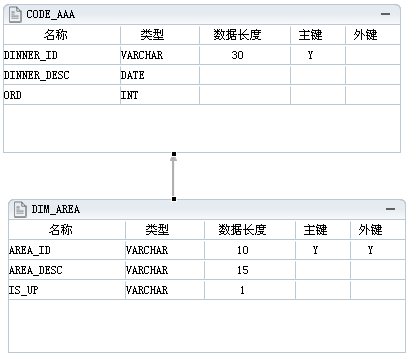 CODE_AAA
名称 类型 数据长度 主键 外键
DINNER_ID VARCHAR 30 Y
DINNER_DESC DATE
ORD INT
DIM_AREA
名称 类型 数据长度 主键 外键
AREA_ID VARCHAR 10 Y Y
AREA_DESC VARCHAR 15
IS_UP VARCHAR 1